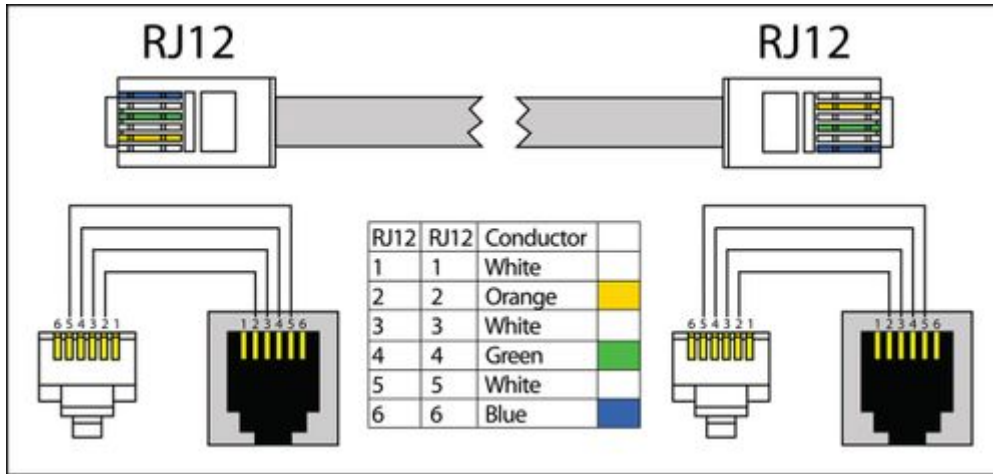 RJ12
RJ12
RJ12 RJ12 Conductor
1 1 White
2 2 Orange
3 3 White
4 4 Green
5 5 White
6 6 Blue
6 5 4 3 2 1
1 2 3 4 5 6
6 5 4 3 2 1
1 2 3 4 5 6